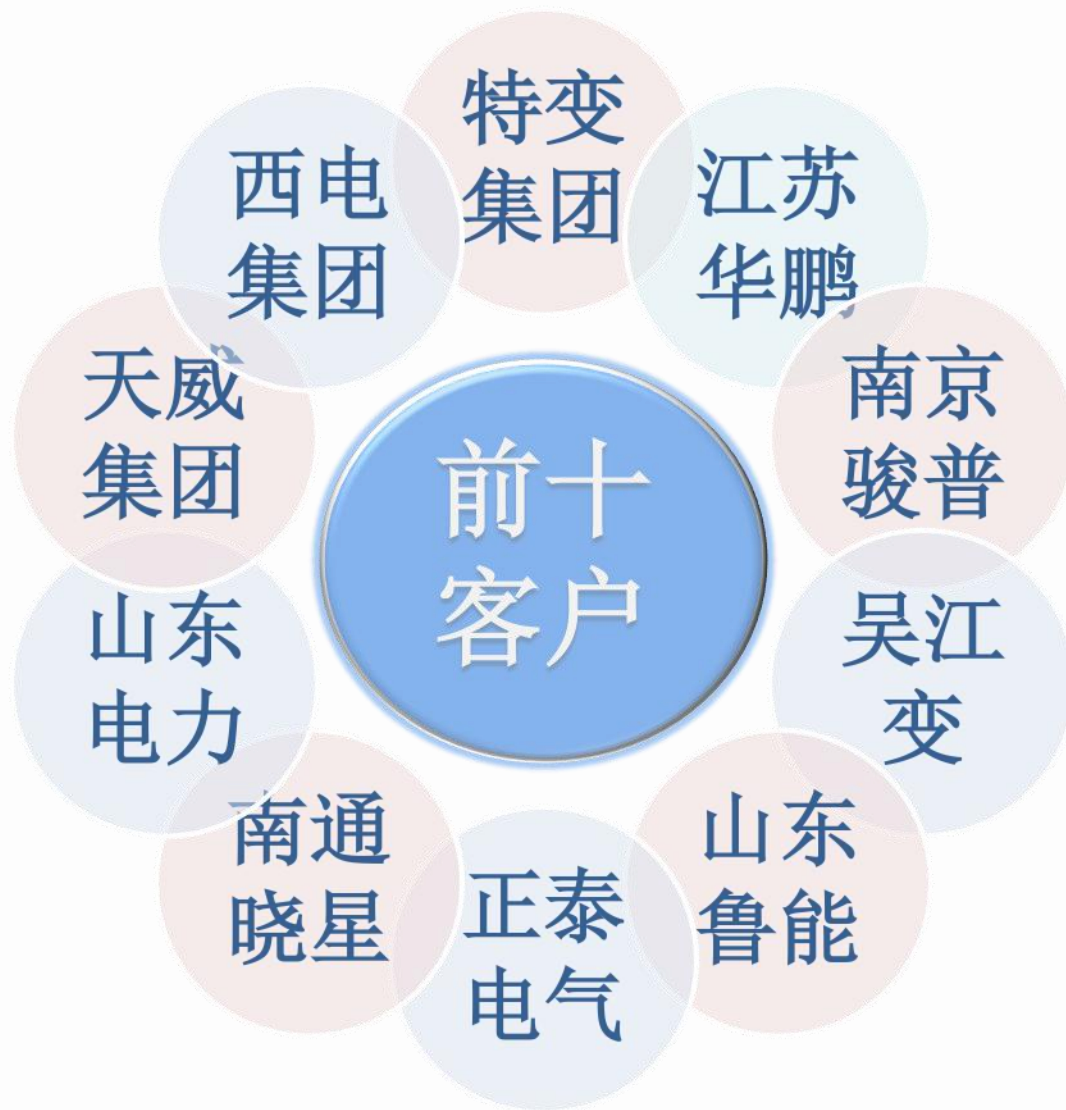 特变
集团
江苏
华鹏
南京
骏普
吴江
变
山东
鲁能
正泰
电气
南通
晓星
山东
电力
天威
集团
西电
集团
前十
客户